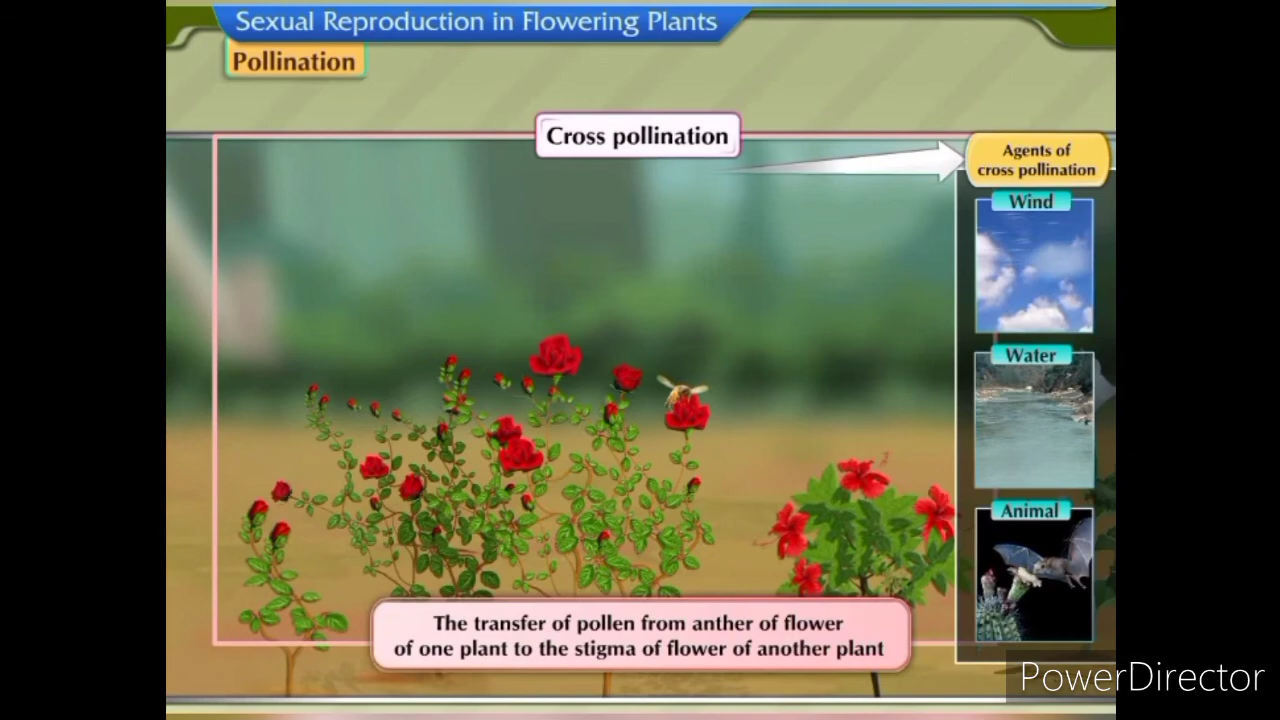 Sexual Reproduction in Flowering Plants
Pollination
Cross pollination
Agents of
cross pollination
Wind
Water
Animal
The transfer of pollen from anther of flower
of one plant to the stigma of flower of another plant
PowerDirector